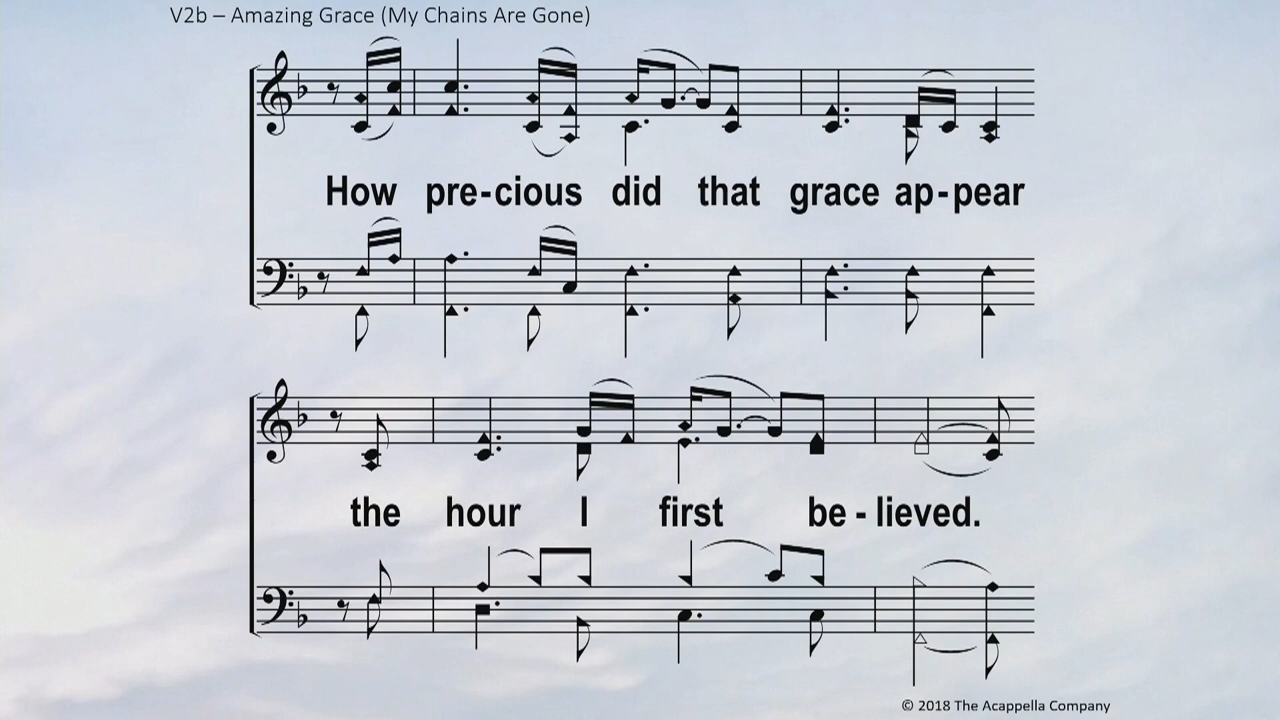 V2b – Amazing Grace (My Chains Are Gone)
How pre-cious did that grace ap-pear
the hour I first be-lieved.
© 2018 The Acappella Company